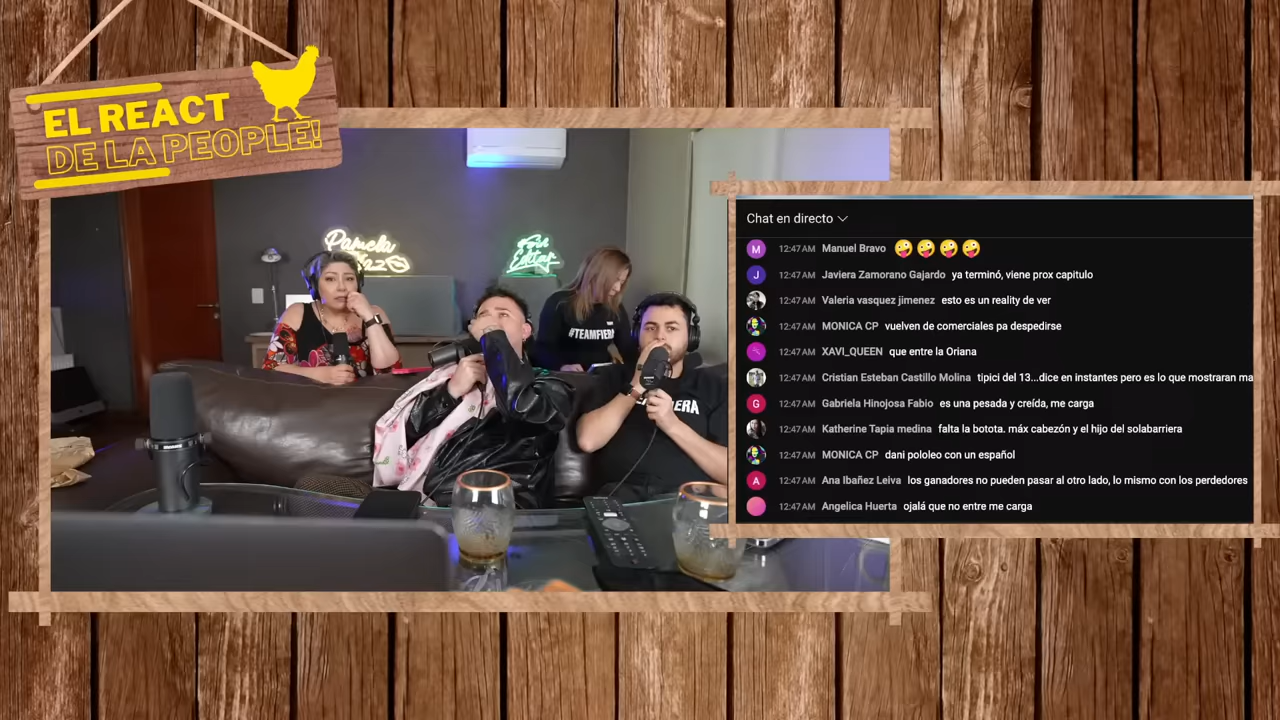 EL REACT
DE LA PEOPLE!
Pamela
Díaz
Fran
Editar
#TEAMFIERA
ERA
SHURE
Chat en directo
M 12:47 AM Manuel Bravo 🤪🤪🤪🤪
J 12:47 AM Javiera Zamorano Gajardo ya terminó, viene prox capitulo
12:47 AM Valeria vasquez jimenez esto es un reality de ver
12:47 AM MONICA CP vuelven de comerciales pa despedirse
12:47 AM XAVI_QUEEN que entre la Oriana
12:47 AM Cristian Esteban Castillo Molina tipici del 13...dice en instantes pero es lo que mostraran ma
G 12:47 AM Gabriela Hinojosa Fabio es una pesada y creída, me carga
12:47 AM Katherine Tapia medina falta la botota. máx cabezón y el hijo del solabarriera
12:47 AM MONICA CP dani pololeo con un español
A 12:47 AM Ana Ibañez Leiva los ganadores no pueden pasar al otro lado, lo mismo con los perdedores
12:47 AM Angelica Huerta ojalá que no entre me carga